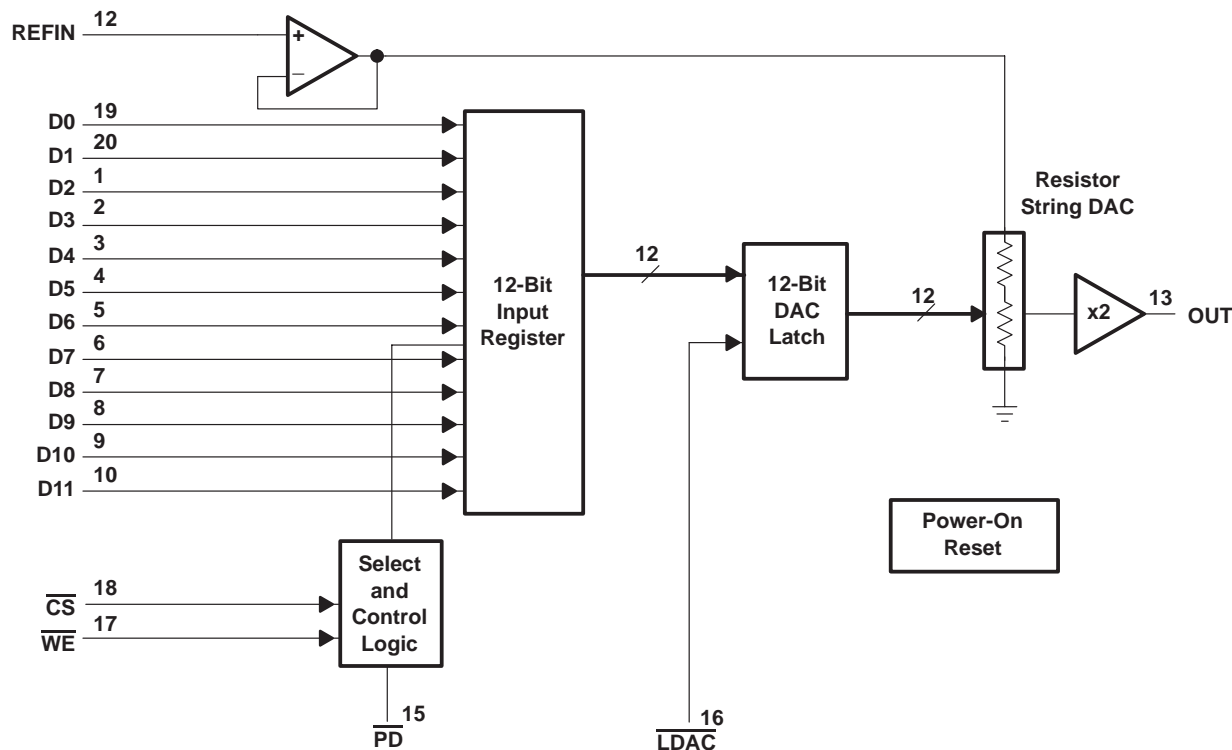 REFIN 12
+
−
D0 19
D1 20
D2 1
D3 2
D4 3
D5 4
D6 5
D7 6
D8 7
D9 8
D10 9
D11 10
12-Bit
Input
Register
12
12-Bit
DAC
Latch
12
Resistor
String DAC
x2
13
OUT
Power-On
Reset
Select
and
Control
Logic
CS 18
WE 17
PD 15
LDAC 16